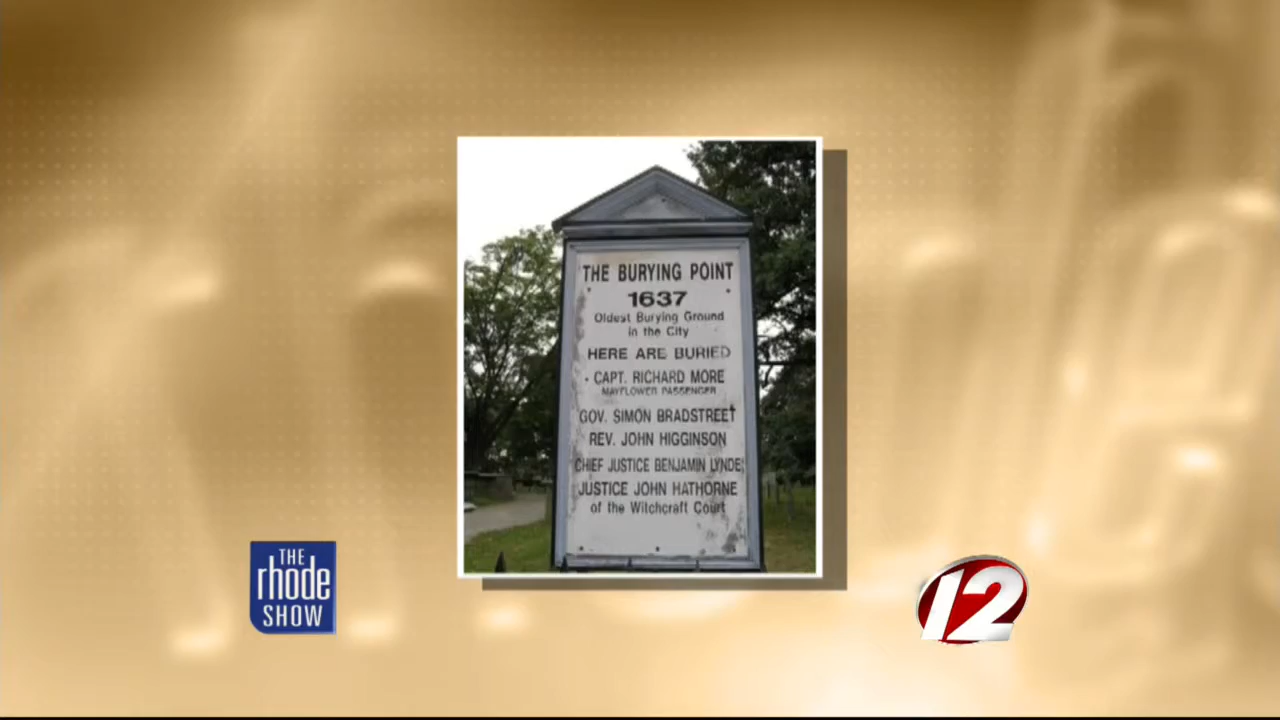 THE BURYING POINT
1637
Oldest Burying Ground
in the City
HERE ARE BURIED
CAPT. RICHARD MORE
MAYFLOWER PASSENGER
GOV. SIMON BRADSTREET
REV. JOHN HIGGINSON
CHIEF JUSTICE BENJAMIN LYNDE
JUSTICE JOHN HATHORNE
of the Witchcraft Court
THE
rhode
SHOW
12